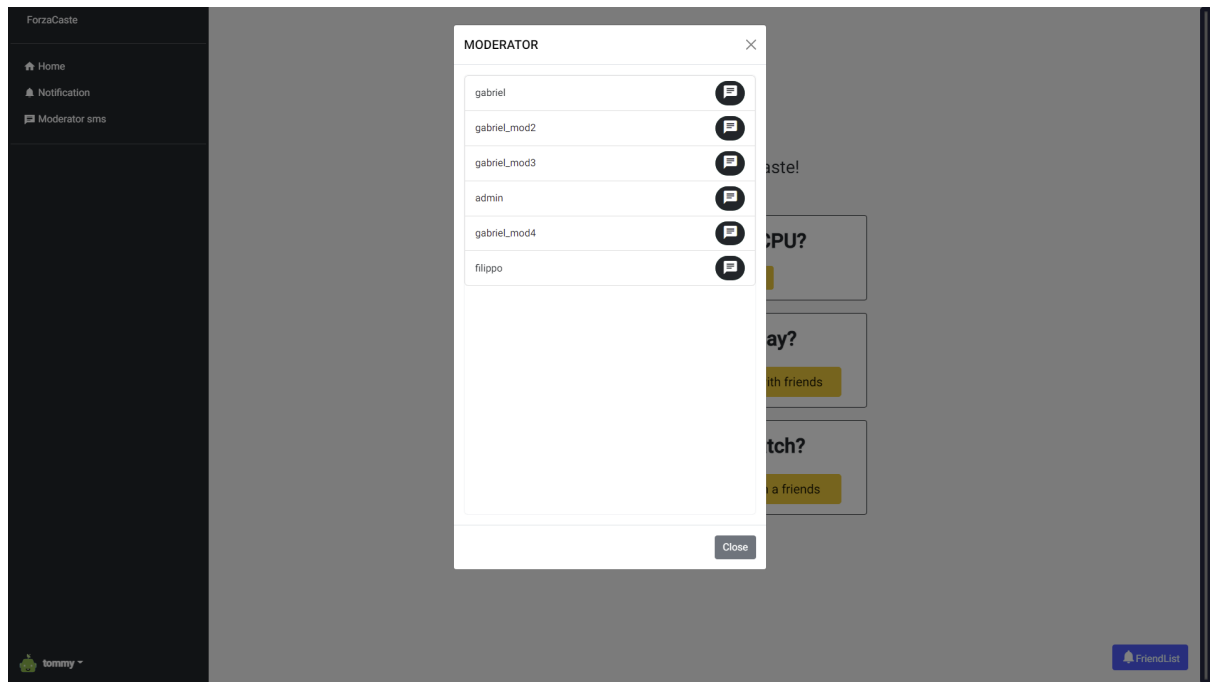 ForzaCaste
Home
Notification
Moderator sms
MODERATOR
gabriel
gabriel_mod2
gabriel_mod3
admin
gabriel_mod4
filippo
Close
aste!
CPU?
ay?
ith friends
tch?
a friends
tommy
FriendList